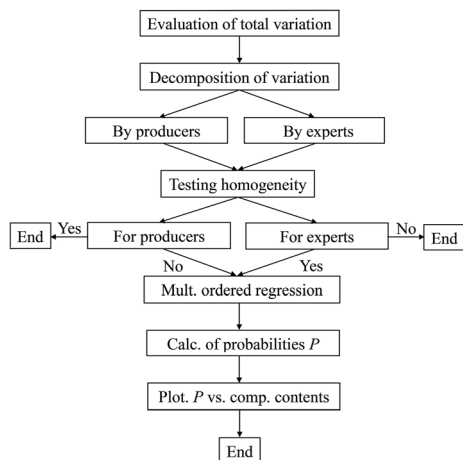 Evaluation of total variation
Decomposition of variation
By producers
By experts
Testing homogeneity
End
Yes
For producers
For experts
No
End
No
Yes
Mult. ordered regression
Calc. of probabilities P
Plot. P vs. comp. contents
End